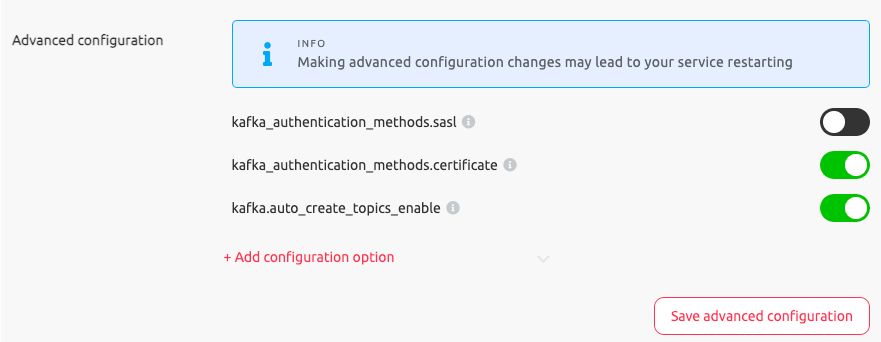 Advanced configuration
INFO
Making advanced configuration changes may lead to your service restarting
kafka_authentication_methods.sasl
kafka_authentication_methods.certificate
kafka.auto_create_topics_enable
+ Add configuration option
Save advanced configuration